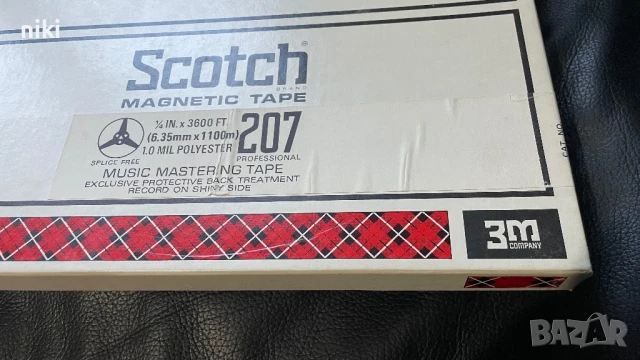 niki
Scotch®
BRAND
MAGNETIC TAPE
¼ IN. x 3600 FT.
(6.35mm x 1100m)
1.0 MIL POLYESTER
207
PROFESSIONAL
SPLICE FREE
MUSIC MASTERING TAPE
EXCLUSIVE PROTECTIVE BACK TREATMENT
RECORD ON SHINY SIDE
CAT. NO.
3M
COMPANY
BAZAR